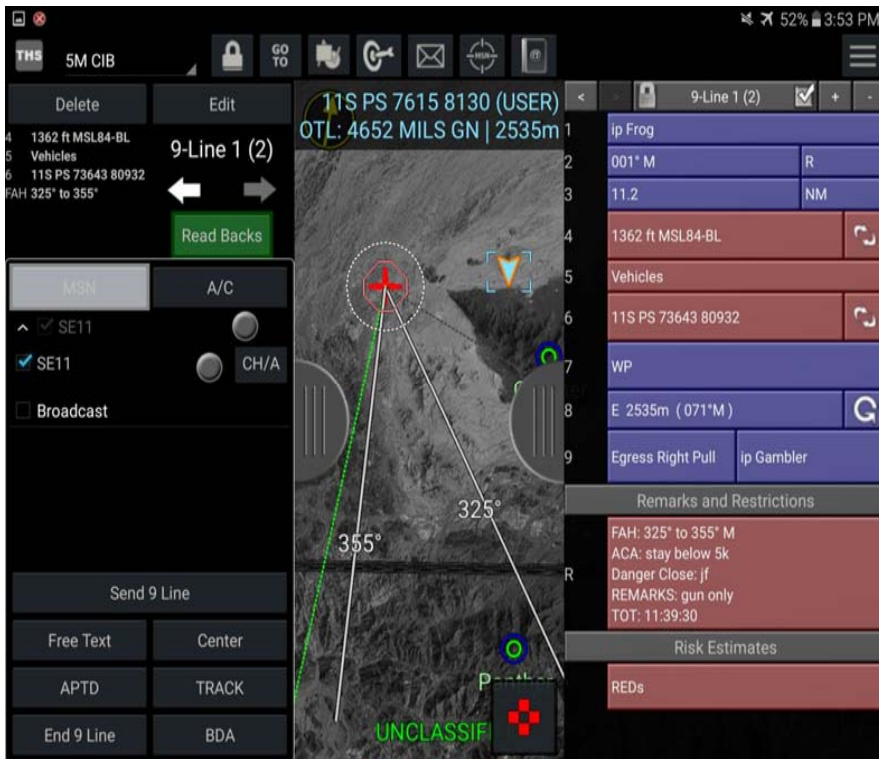 52% 3:53 PM
THS 5M CIB GO TO MSN @
Delete Edit
4 1362 ft MSL84-BL
5 Vehicles
6 11S PS 73643 80932
FAH 325° to 355°
9-Line 1 (2)
Read Backs
MSN A/C
SE11
SE11 CH/A
Broadcast
Send 9 Line
Free Text Center
APTD TRACK
End 9 Line BDA
11S PS 7615 8130 (USER)
OTL: 4652 MILS GN | 2535m
325°
355°
UNCLASSIF
< > 9-Line 1 (2) + -
1 ip Frog
2 001° M R
3 11.2 NM
4 1362 ft MSL84-BL
5 Vehicles
6 11S PS 73643 80932
7 WP
8 E 2535m ( 071°M )
9 Egress Right Pull ip Gambler
Remarks and Restrictions
FAH: 325° to 355° M
ACA: stay below 5k
R Danger Close: jf
REMARKS: gun only
TOT: 11:39:30
Risk Estimates
REDs